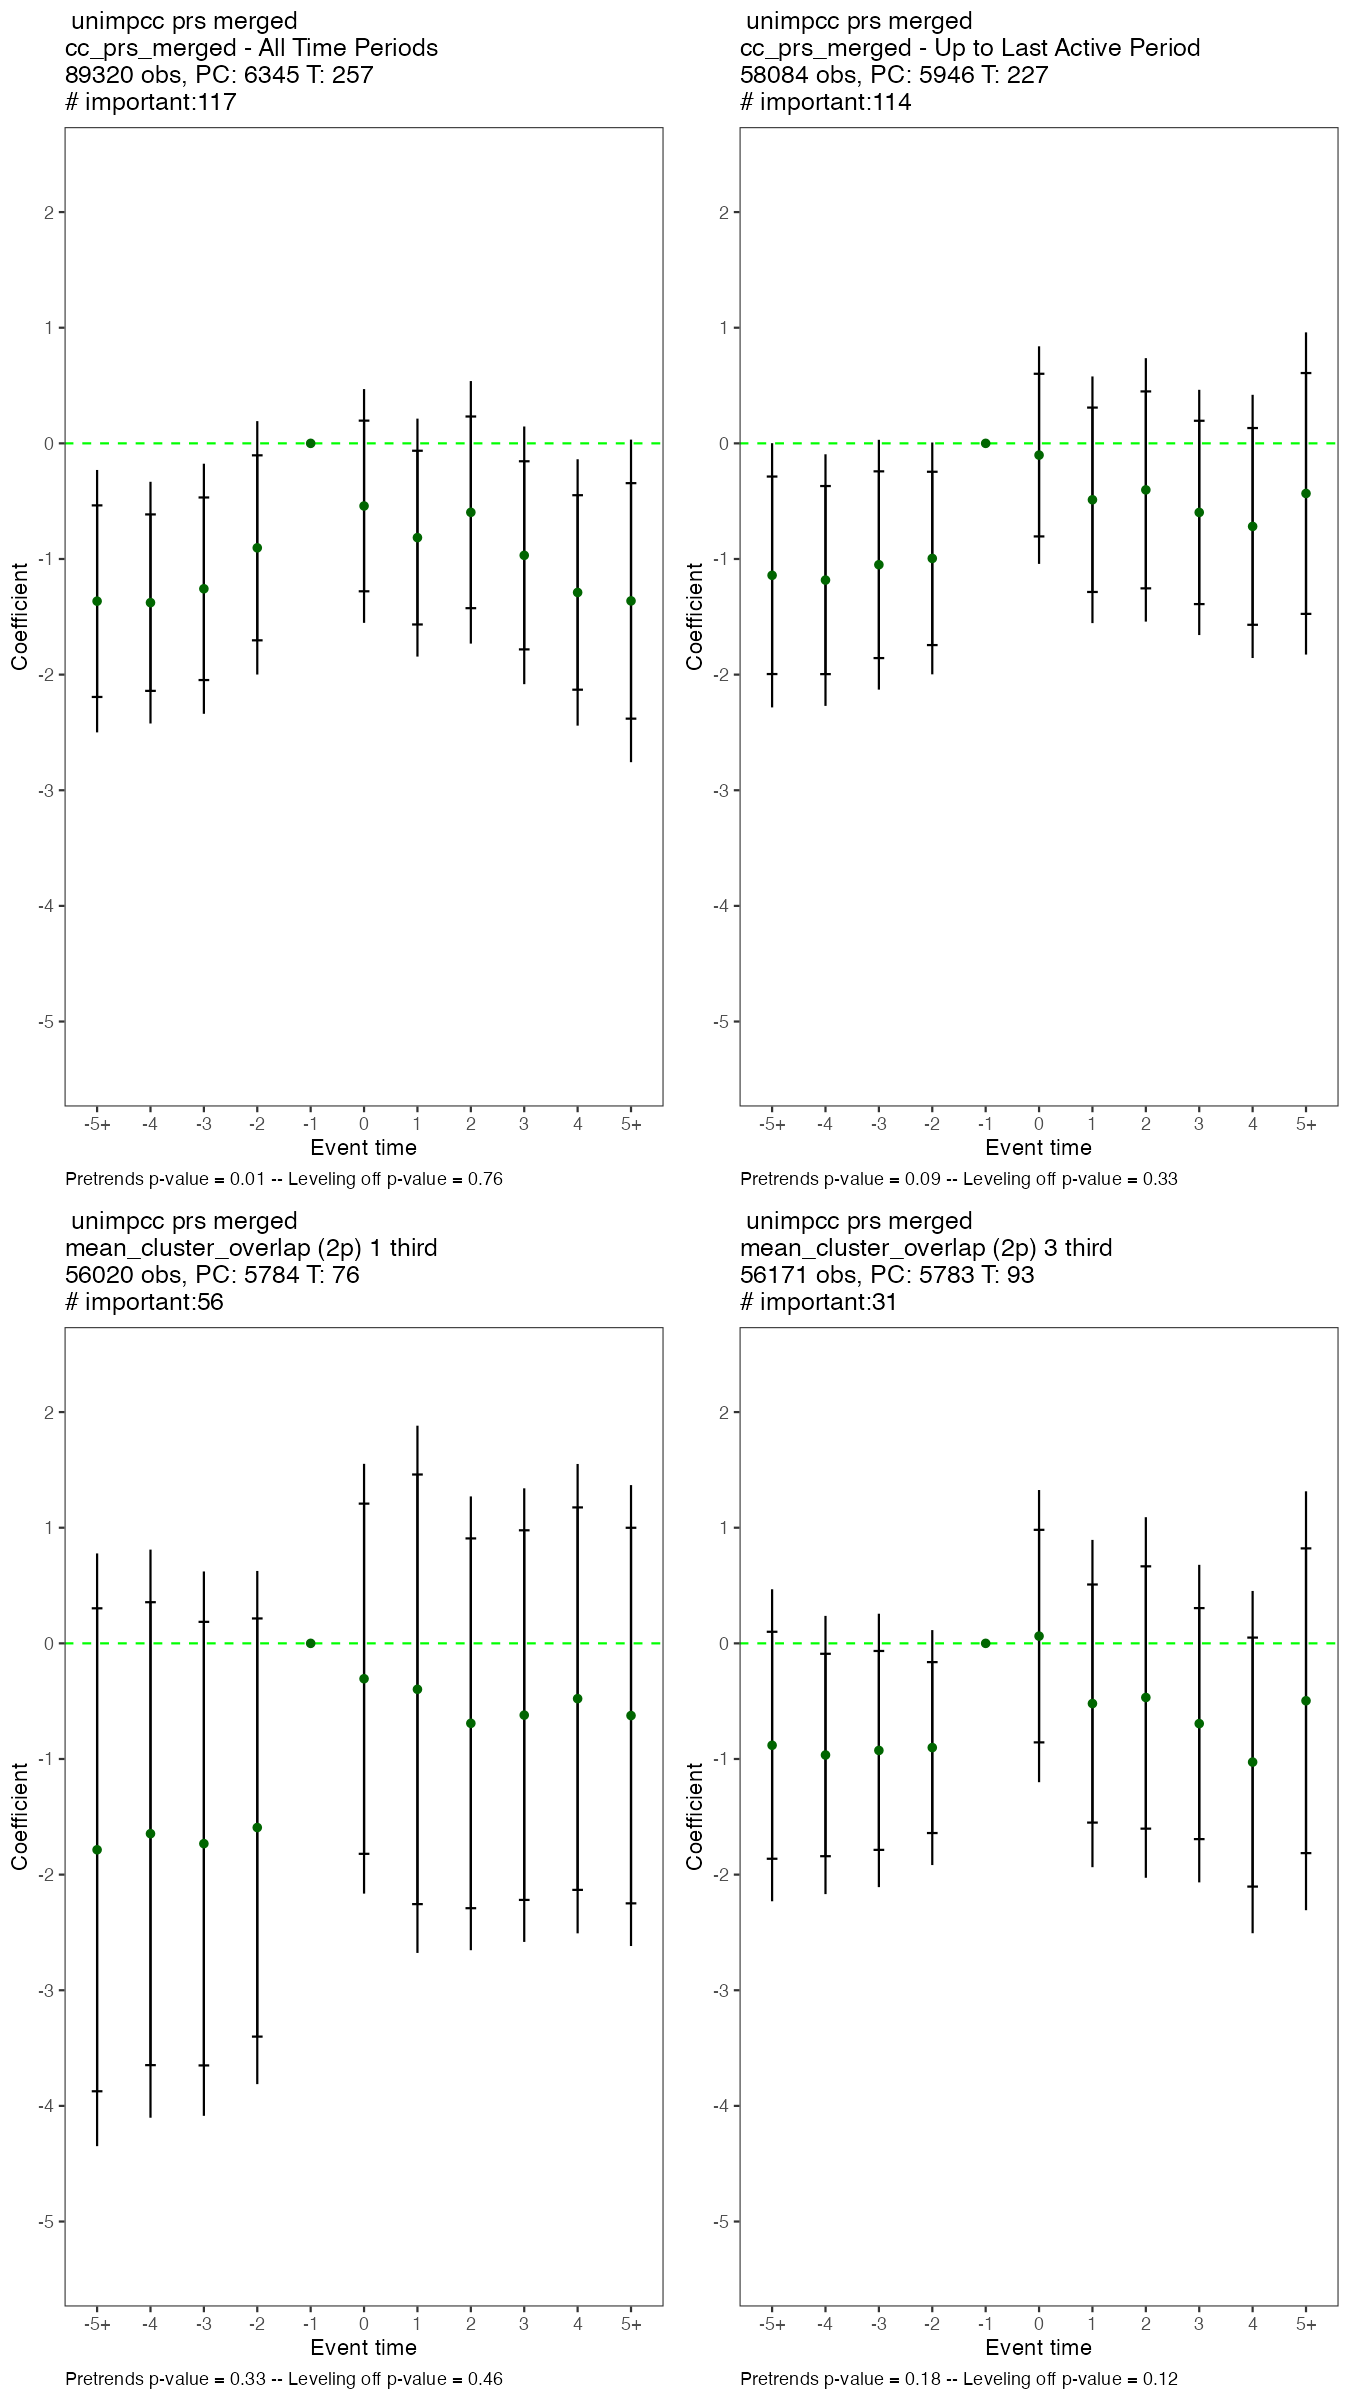 unimpcc prs merged
cc_prs_merged - All Time Periods
89320 obs, PC: 6345 T: 257
# important:117
2
1
0
-1
-2
-3
-4
-5
Coefficient
-5+ -4 -3 -2 -1 0 1 2 3 4 5+
Event time
Pretrends p-value = 0.01 -- Leveling off p-value = 0.76
unimpcc prs merged
cc_prs_merged - Up to Last Active Period
58084 obs, PC: 5946 T: 227
# important:114
2
1
0
-1
-2
-3
-4
-5
Coefficient
-5+ -4 -3 -2 -1 0 1 2 3 4 5+
Event time
Pretrends p-value = 0.09 -- Leveling off p-value = 0.33
unimpcc prs merged
mean_cluster_overlap (2p) 1 third
56020 obs, PC: 5784 T: 76
# important:56
2
1
0
-1
-2
-3
-4
-5
Coefficient
-5+ -4 -3 -2 -1 0 1 2 3 4 5+
Event time
Pretrends p-value = 0.33 -- Leveling off p-value = 0.46
unimpcc prs merged
mean_cluster_overlap (2p) 3 third
56171 obs, PC: 5783 T: 93
# important:31
2
1
0
-1
-2
-3
-4
-5
Coefficient
-5+ -4 -3 -2 -1 0 1 2 3 4 5+
Event time
Pretrends p-value = 0.18 -- Leveling off p-value = 0.12